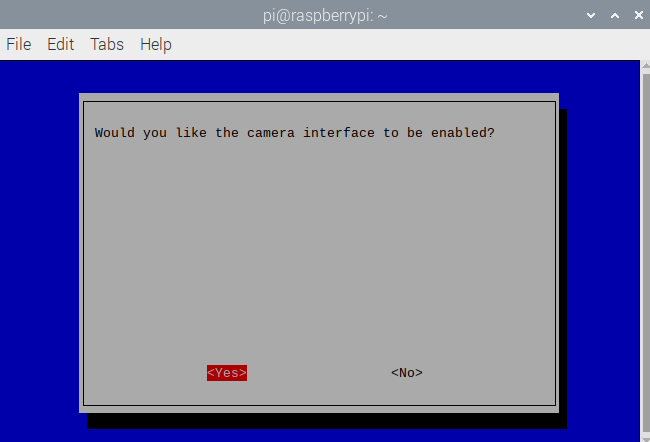 pi@raspberrypi: ~
File Edit Tabs Help
Would you like the camera interface to be enabled?
<Yes> <No>